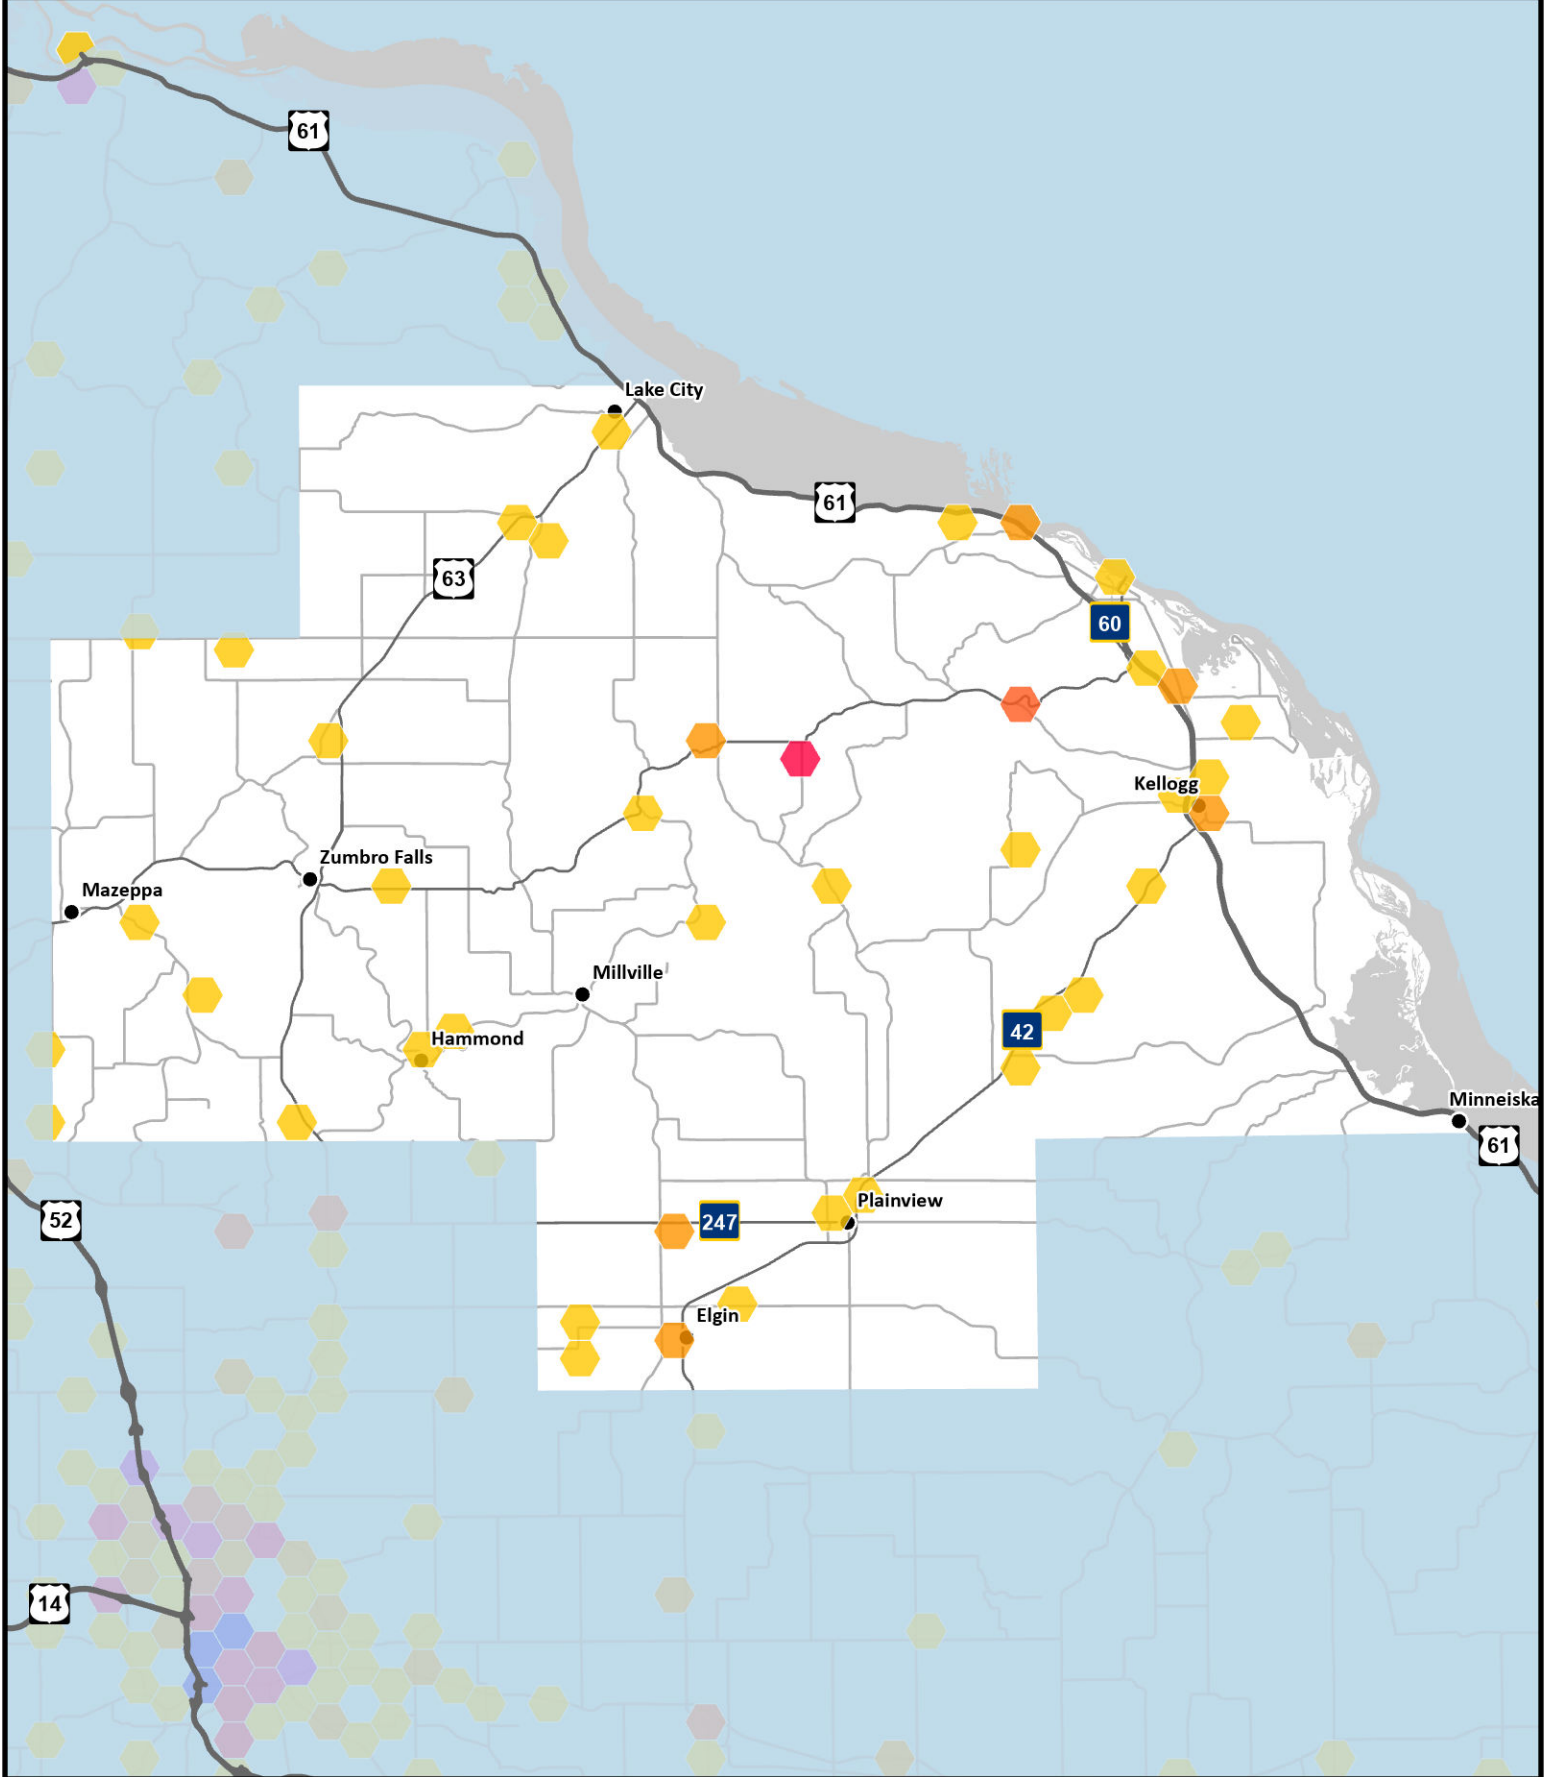 61
Lake City
61
63
60
Kellogg
Zumbro Falls
Mazeppa
Millville
42
Hammond
Minneiska
61
Plainview
247
52
Elgin
14